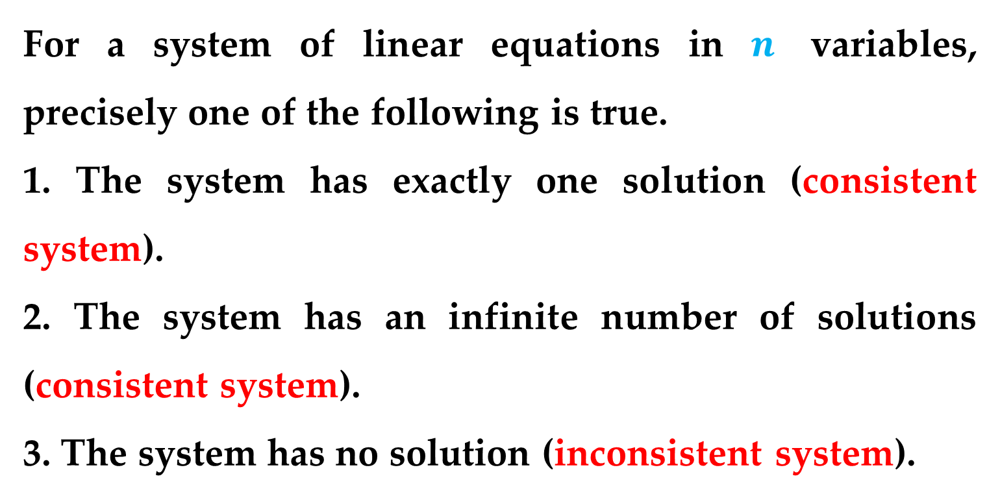 For a system of linear equations in n variables,
precisely one of the following is true.
1. The system has exactly one solution (consistent
system).
2. The system has an infinite number of solutions
(consistent system).
3. The system has no solution (inconsistent system).